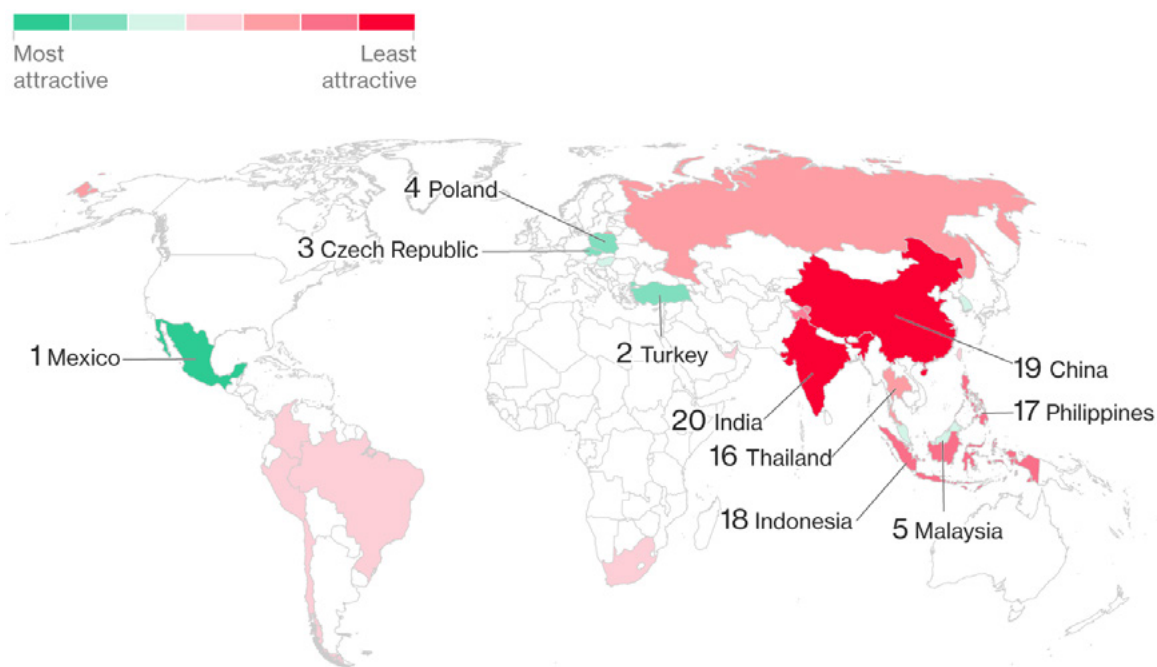 Most
attractive
Least
attractive
4 Poland
3 Czech Republic
1 Mexico
2 Turkey
19 China
20 India
17 Philippines
16 Thailand
18 Indonesia
5 Malaysia